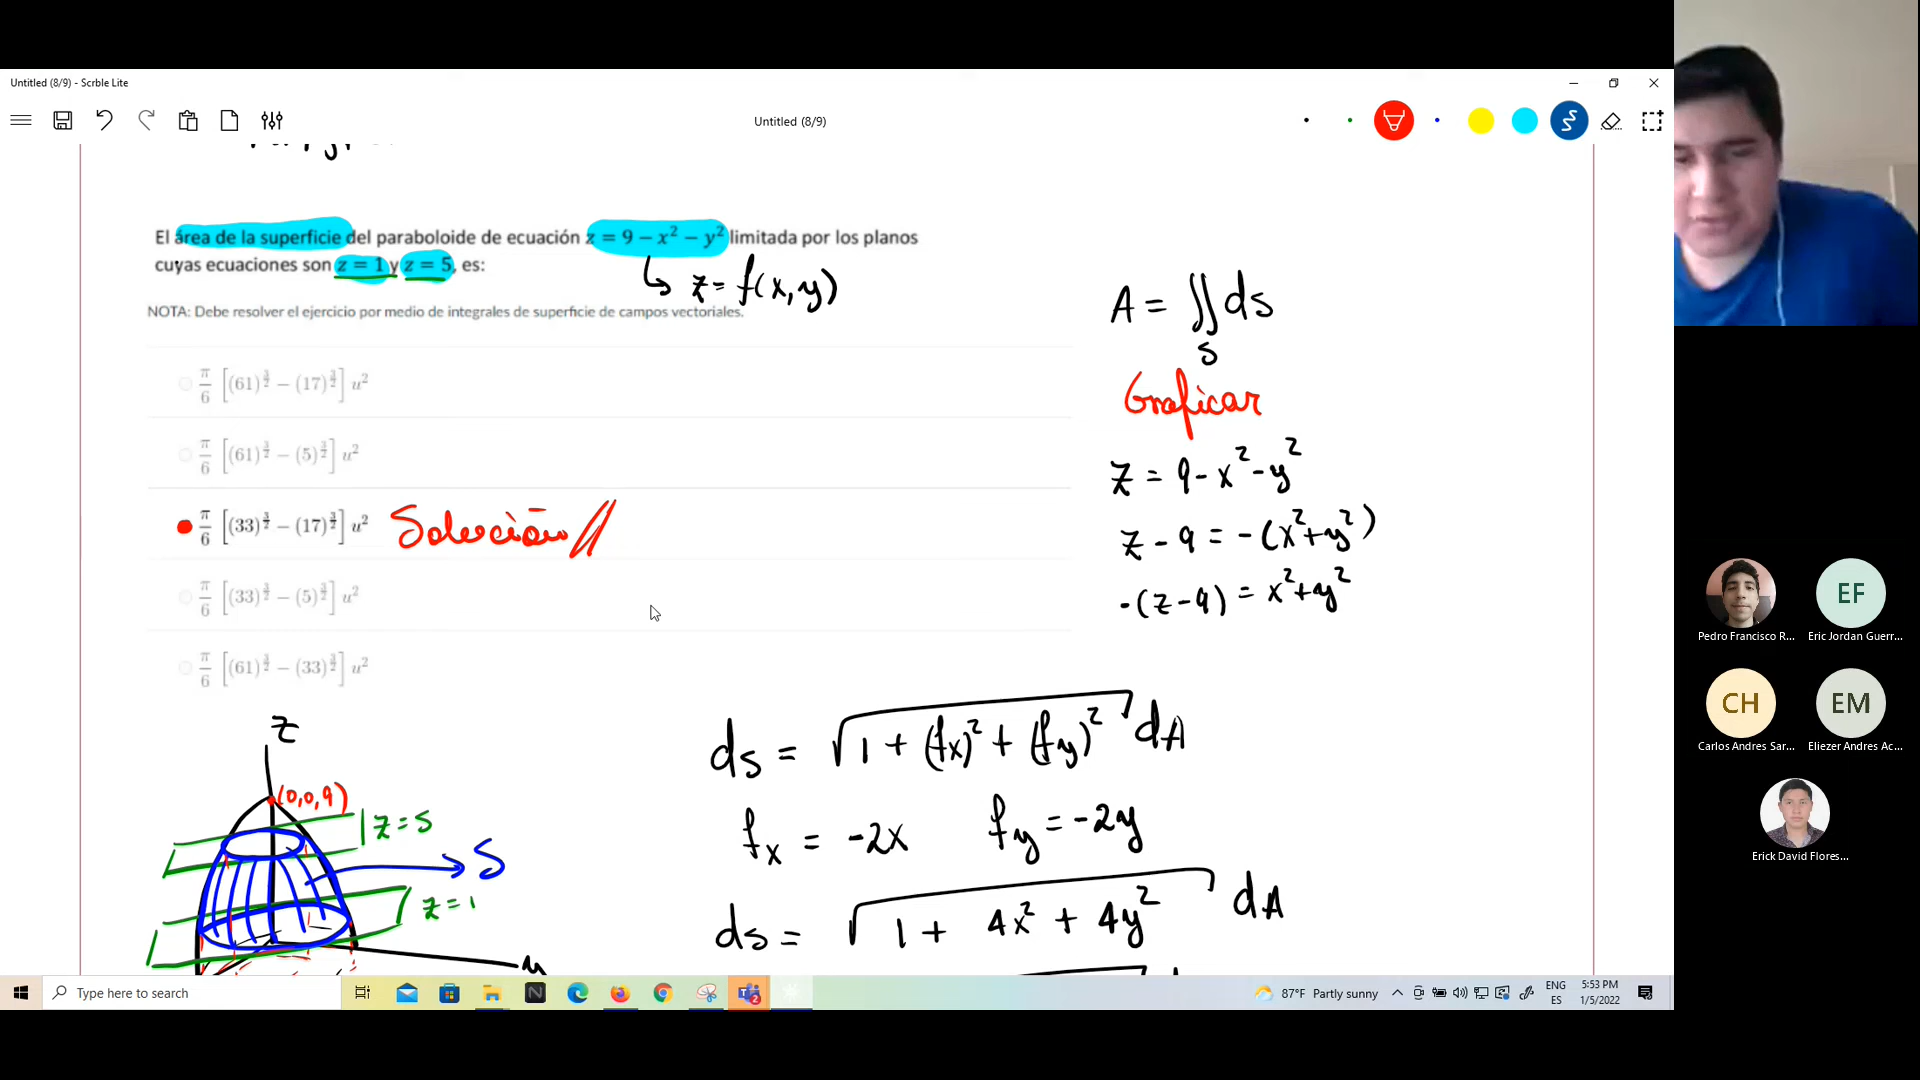 Untitled (8/9) - Scrble Lite
Untitled (8/9)
El área de la superficie del paraboloide de ecuación z = 9 − x² − y² limitada por los planos
cuyas ecuaciones son z = 1 y z = 5, es:
z = f(x, y)
NOTA: Debe resolver el ejercicio por medio de integrales de superficie de campos vectoriales.
π/6 [(61)^{3/2} − (17)^{3/2}] u²
π/6 [(61)^{3/2} − (5)^{3/2}] u²
π/6 [(33)^{3/2} − (17)^{3/2}] u² Solución //
π/6 [(33)^{3/2} − (5)^{3/2}] u²
π/6 [(61)^{3/2} − (33)^{3/2}] u²
A = ∬_S ds
Graficar
z = 9 - x² - y²
z - 9 = -(x² + y²)
-(z - 9) = x² + y²
z
(0,0,9)
z = 5
S
z = 1
y
ds = √(1 + (fx)² + (fy)²) dA
fx = -2x fy = -2y
ds = √(1 + 4x² + 4y²) dA
Type here to search
87°F Partly sunny
ENG
ES
5:53 PM
1/5/2022
EF
Pedro Francisco R...
Eric Jordan Guerr...
CH
EM
Carlos Andres Sar...
Eliezer Andres Ac...
Erick David Flores...